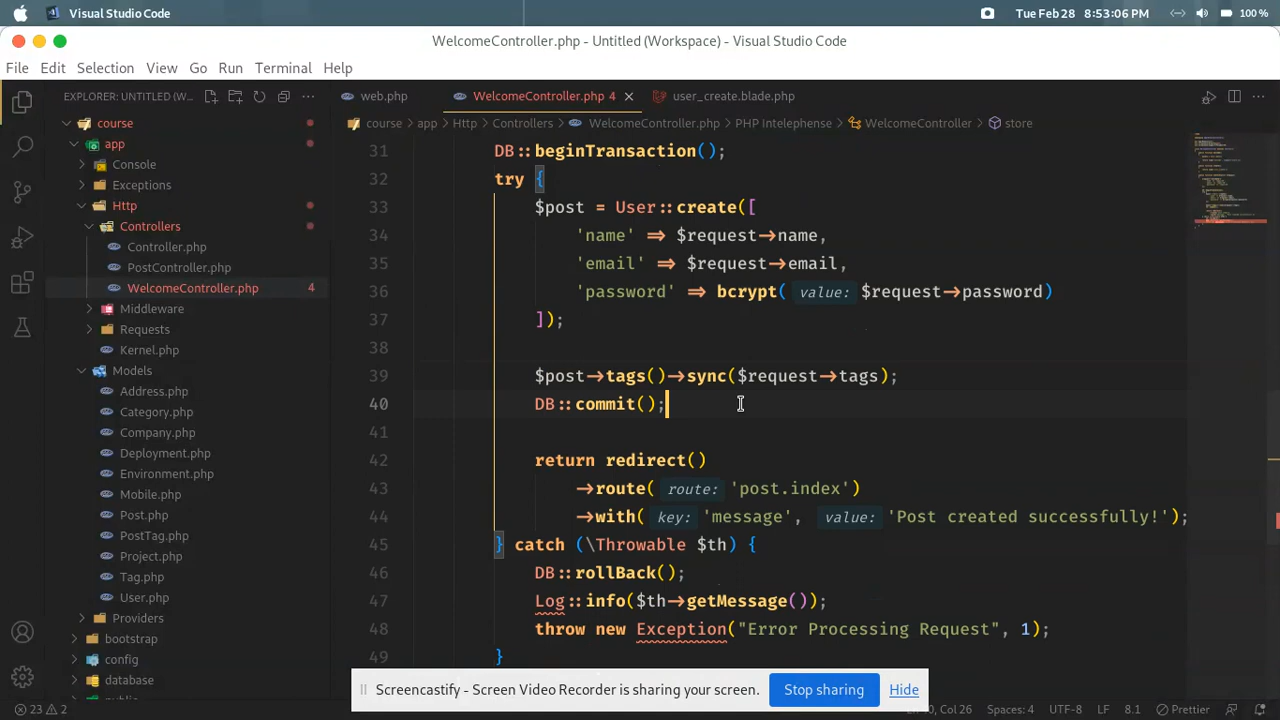 Visual Studio Code
Tue Feb 28 8:53:06 PM
100 %
WelcomeController.php - Untitled (Workspace) - Visual Studio Code
File Edit Selection View Go Run Terminal Help
EXPLORER: UNTITLED (W...
web.php
WelcomeController.php 4
user_create.blade.php
course
app
Console
Exceptions
Http
Controllers
Controller.php
PostController.php
WelcomeController.php 4
Middleware
Requests
Kernel.php
Models
Address.php
Category.php
Company.php
Deployment.php
Environment.php
Mobile.php
Post.php
PostTag.php
Project.php
Tag.php
User.php
Providers
bootstrap
config
database
course > app > Http > Controllers > WelcomeController.php > PHP Intelephense > WelcomeController > store
31 DB::beginTransaction();
32 try {
33 $post = User::create([
34 'name' => $request->name,
35 'email' => $request->email,
36 'password' => bcrypt( value: $request->password)
37 ]);
38
39 $post->tags()->sync($request->tags);
40 DB::commit();
41
42 return redirect()
43 ->route( route: 'post.index')
44 ->with( key: 'message', value: 'Post created successfully!');
45 } catch (\Throwable $th) {
46 DB::rollBack();
47 Log::info($th->getMessage());
48 throw new Exception("Error Processing Request", 1);
49 }
Screencastify - Screen Video Recorder is sharing your screen.
Stop sharing
Hide
23 2
Col 26 Spaces: 4 UTF-8 LF 8.1 Prettier